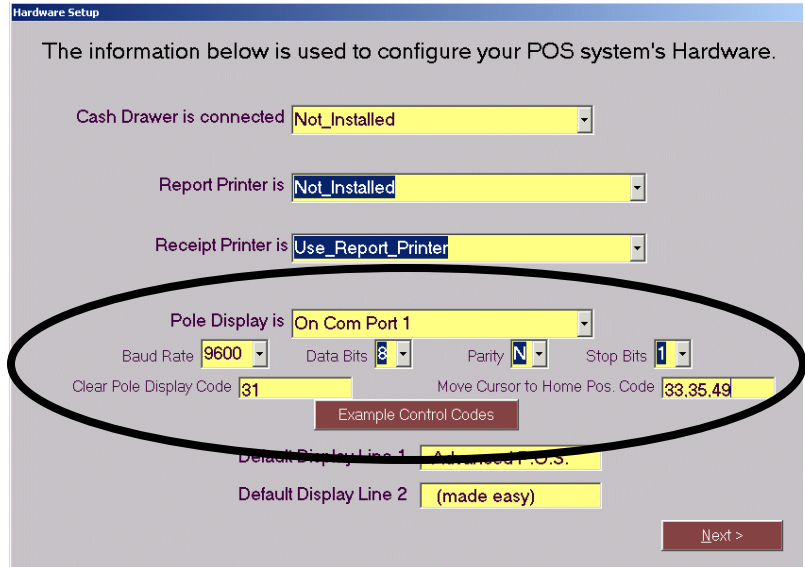 Hardware Setup
The information below is used to configure your POS system's Hardware.
Cash Drawer is connected Not_Installed
Report Printer is Not_Installed
Receipt Printer is Use_Report_Printer
Pole Display is On Com Port 1
Baud Rate 9600 Data Bits 8 Parity N Stop Bits 1
Clear Pole Display Code 31 Move Cursor to Home Pos. Code 33,35,49
Example Control Codes
Default Display Line 1 Advanced P.O.S.
Default Display Line 2 (made easy)
Next >